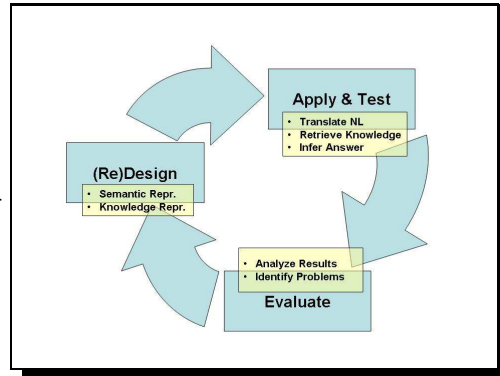 Apply & Test
• Translate NL
• Retrieve Knowledge
• Infer Answer
(Re)Design
• Semantic Repr.
• Knowledge Repr.
• Analyze Results
• Identify Problems
Evaluate